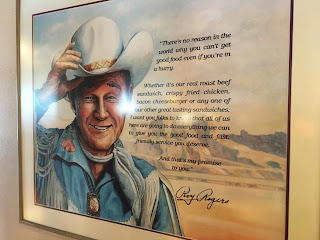 "There's no reason in the
world why you can't get
good food even if you're in
a hurry.
Whether it's our real roast beef
sandwich, crispy fried chicken,
bacon cheeseburger or any one of
our other great tasting sandwiches,
I want you folks to know that all of us
here are going to do everything we can
to give you the good food and fast,
friendly service you deserve.
And that's my promise
to you."
Roy Rogers